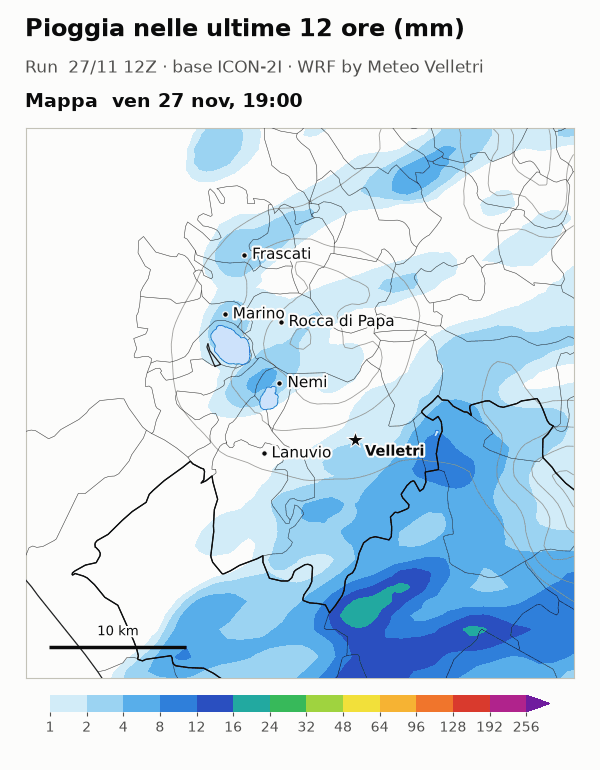 Pioggia nelle ultime 12 ore (mm)
Run  27/11 12Z · base ICON-2I · WRF by Meteo Velletri
Mappa  ven 27 nov, 19:00
Frascati
Marino
Rocca di Papa
Nemi
Velletri
Lanuvio
10 km
1 2 4 8 12 16 24 32 48 64 96 128 192 256